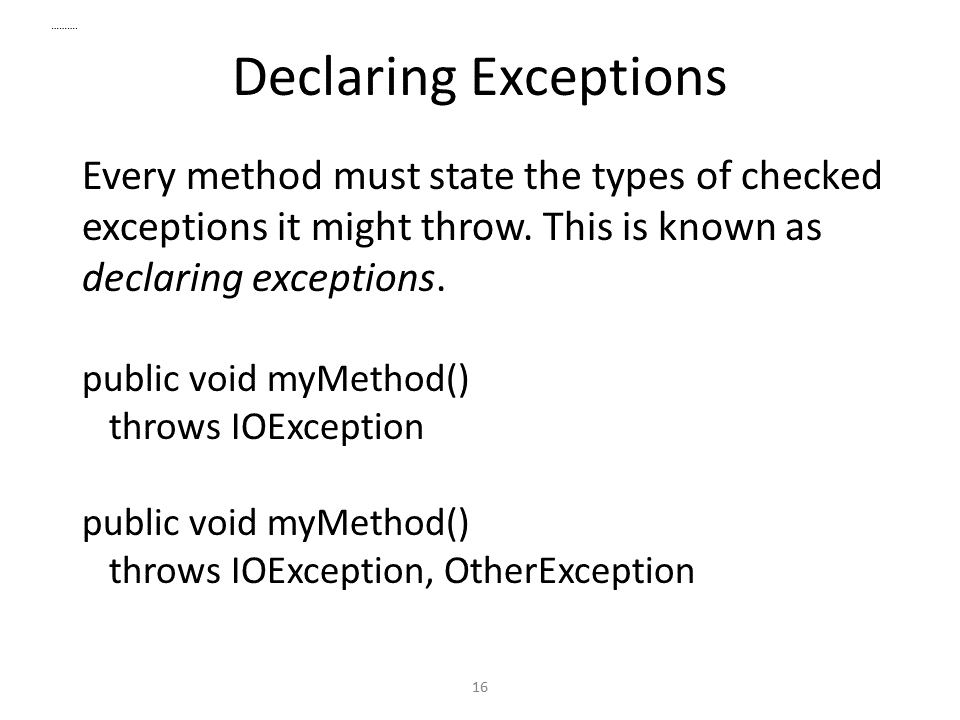 ..........
Declaring Exceptions
Every method must state the types of checked
exceptions it might throw. This is known as
declaring exceptions.
public void myMethod()
throws IOException
public void myMethod()
throws IOException, OtherException
16